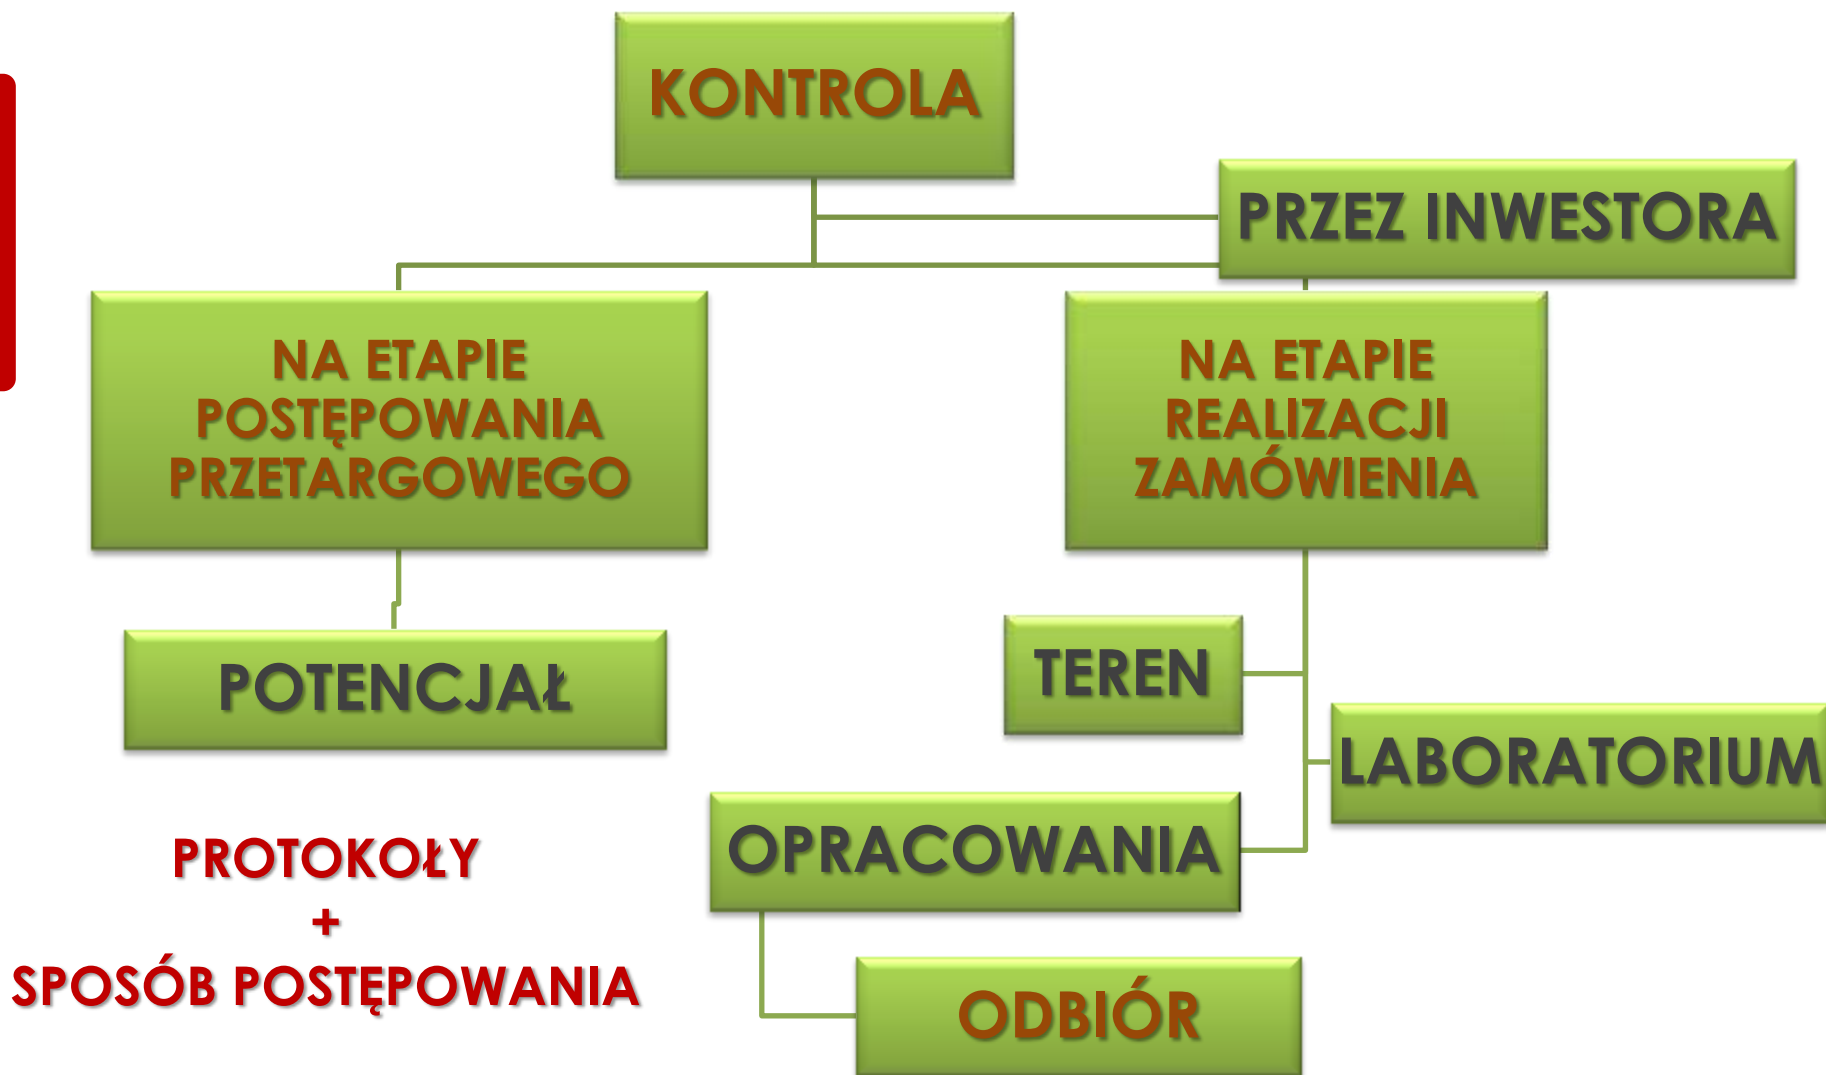 KONTROLA
PRZEZ INWESTORA
NA ETAPIE
POSTĘPOWANIA
PRZETARGOWEGO
NA ETAPIE
REALIZACJI
ZAMÓWIENIA
POTENCJAŁ
TEREN
LABORATORIUM
OPRACOWANIA
ODBIÓR
PROTOKOŁY
+
SPOSÓB POSTĘPOWANIA